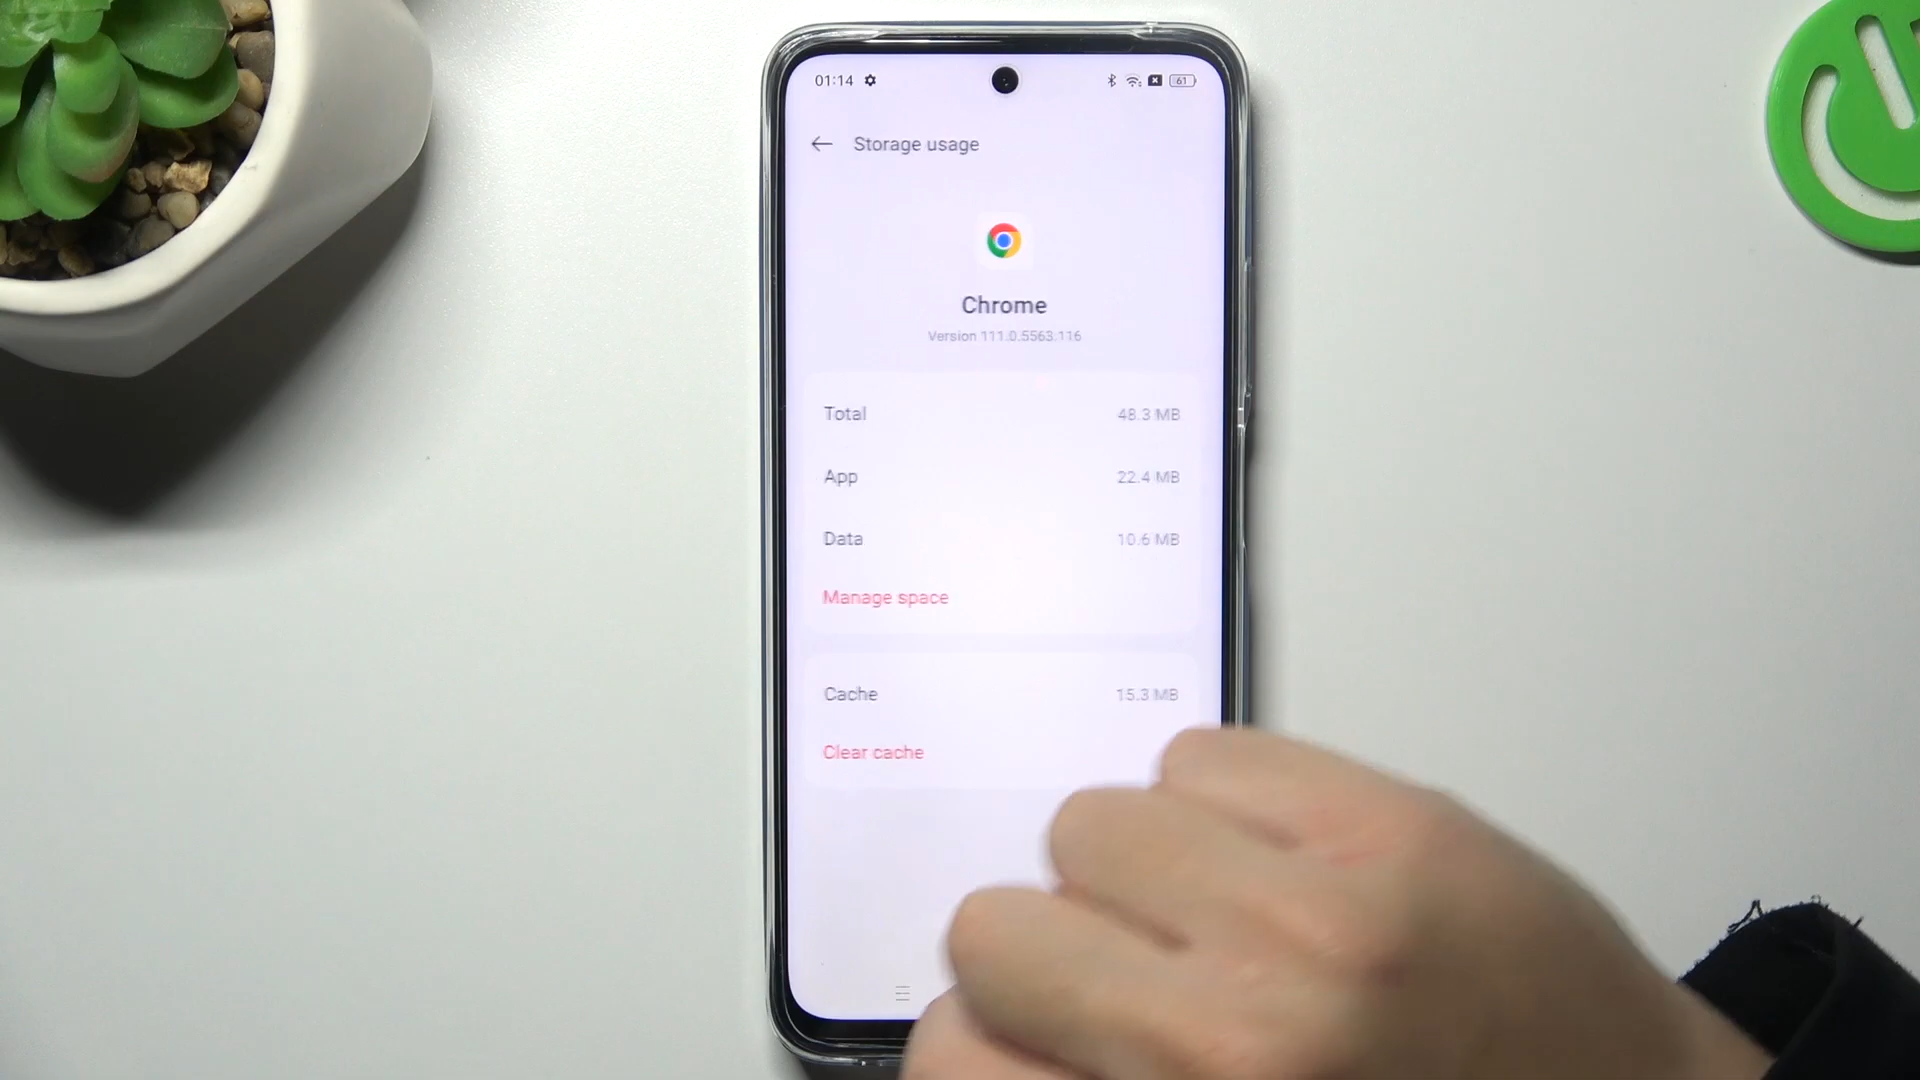 01:14
61
Storage usage
Chrome
Version 111.0.5563.116
Total 48.3 MB
App 22.4 MB
Data 10.6 MB
Manage space
Cache 15.3 MB
Clear cache